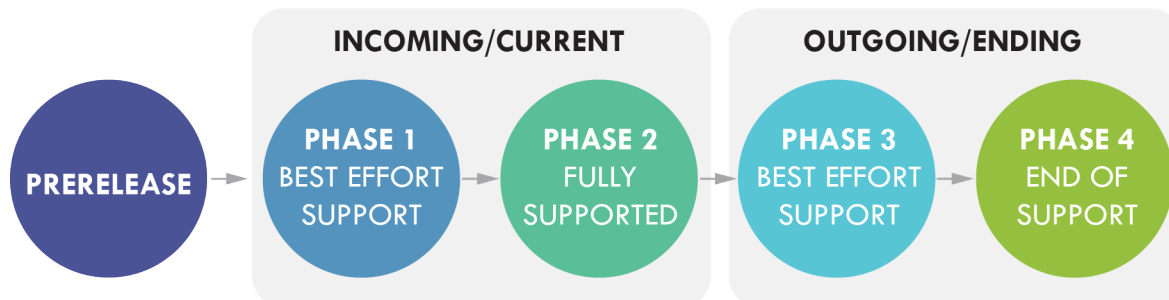 INCOMING/CURRENT
OUTGOING/ENDING
PRERELEASE
PHASE 1
BEST EFFORT
SUPPORT
PHASE 2
FULLY
SUPPORTED
PHASE 3
BEST EFFORT
SUPPORT
PHASE 4
END OF
SUPPORT